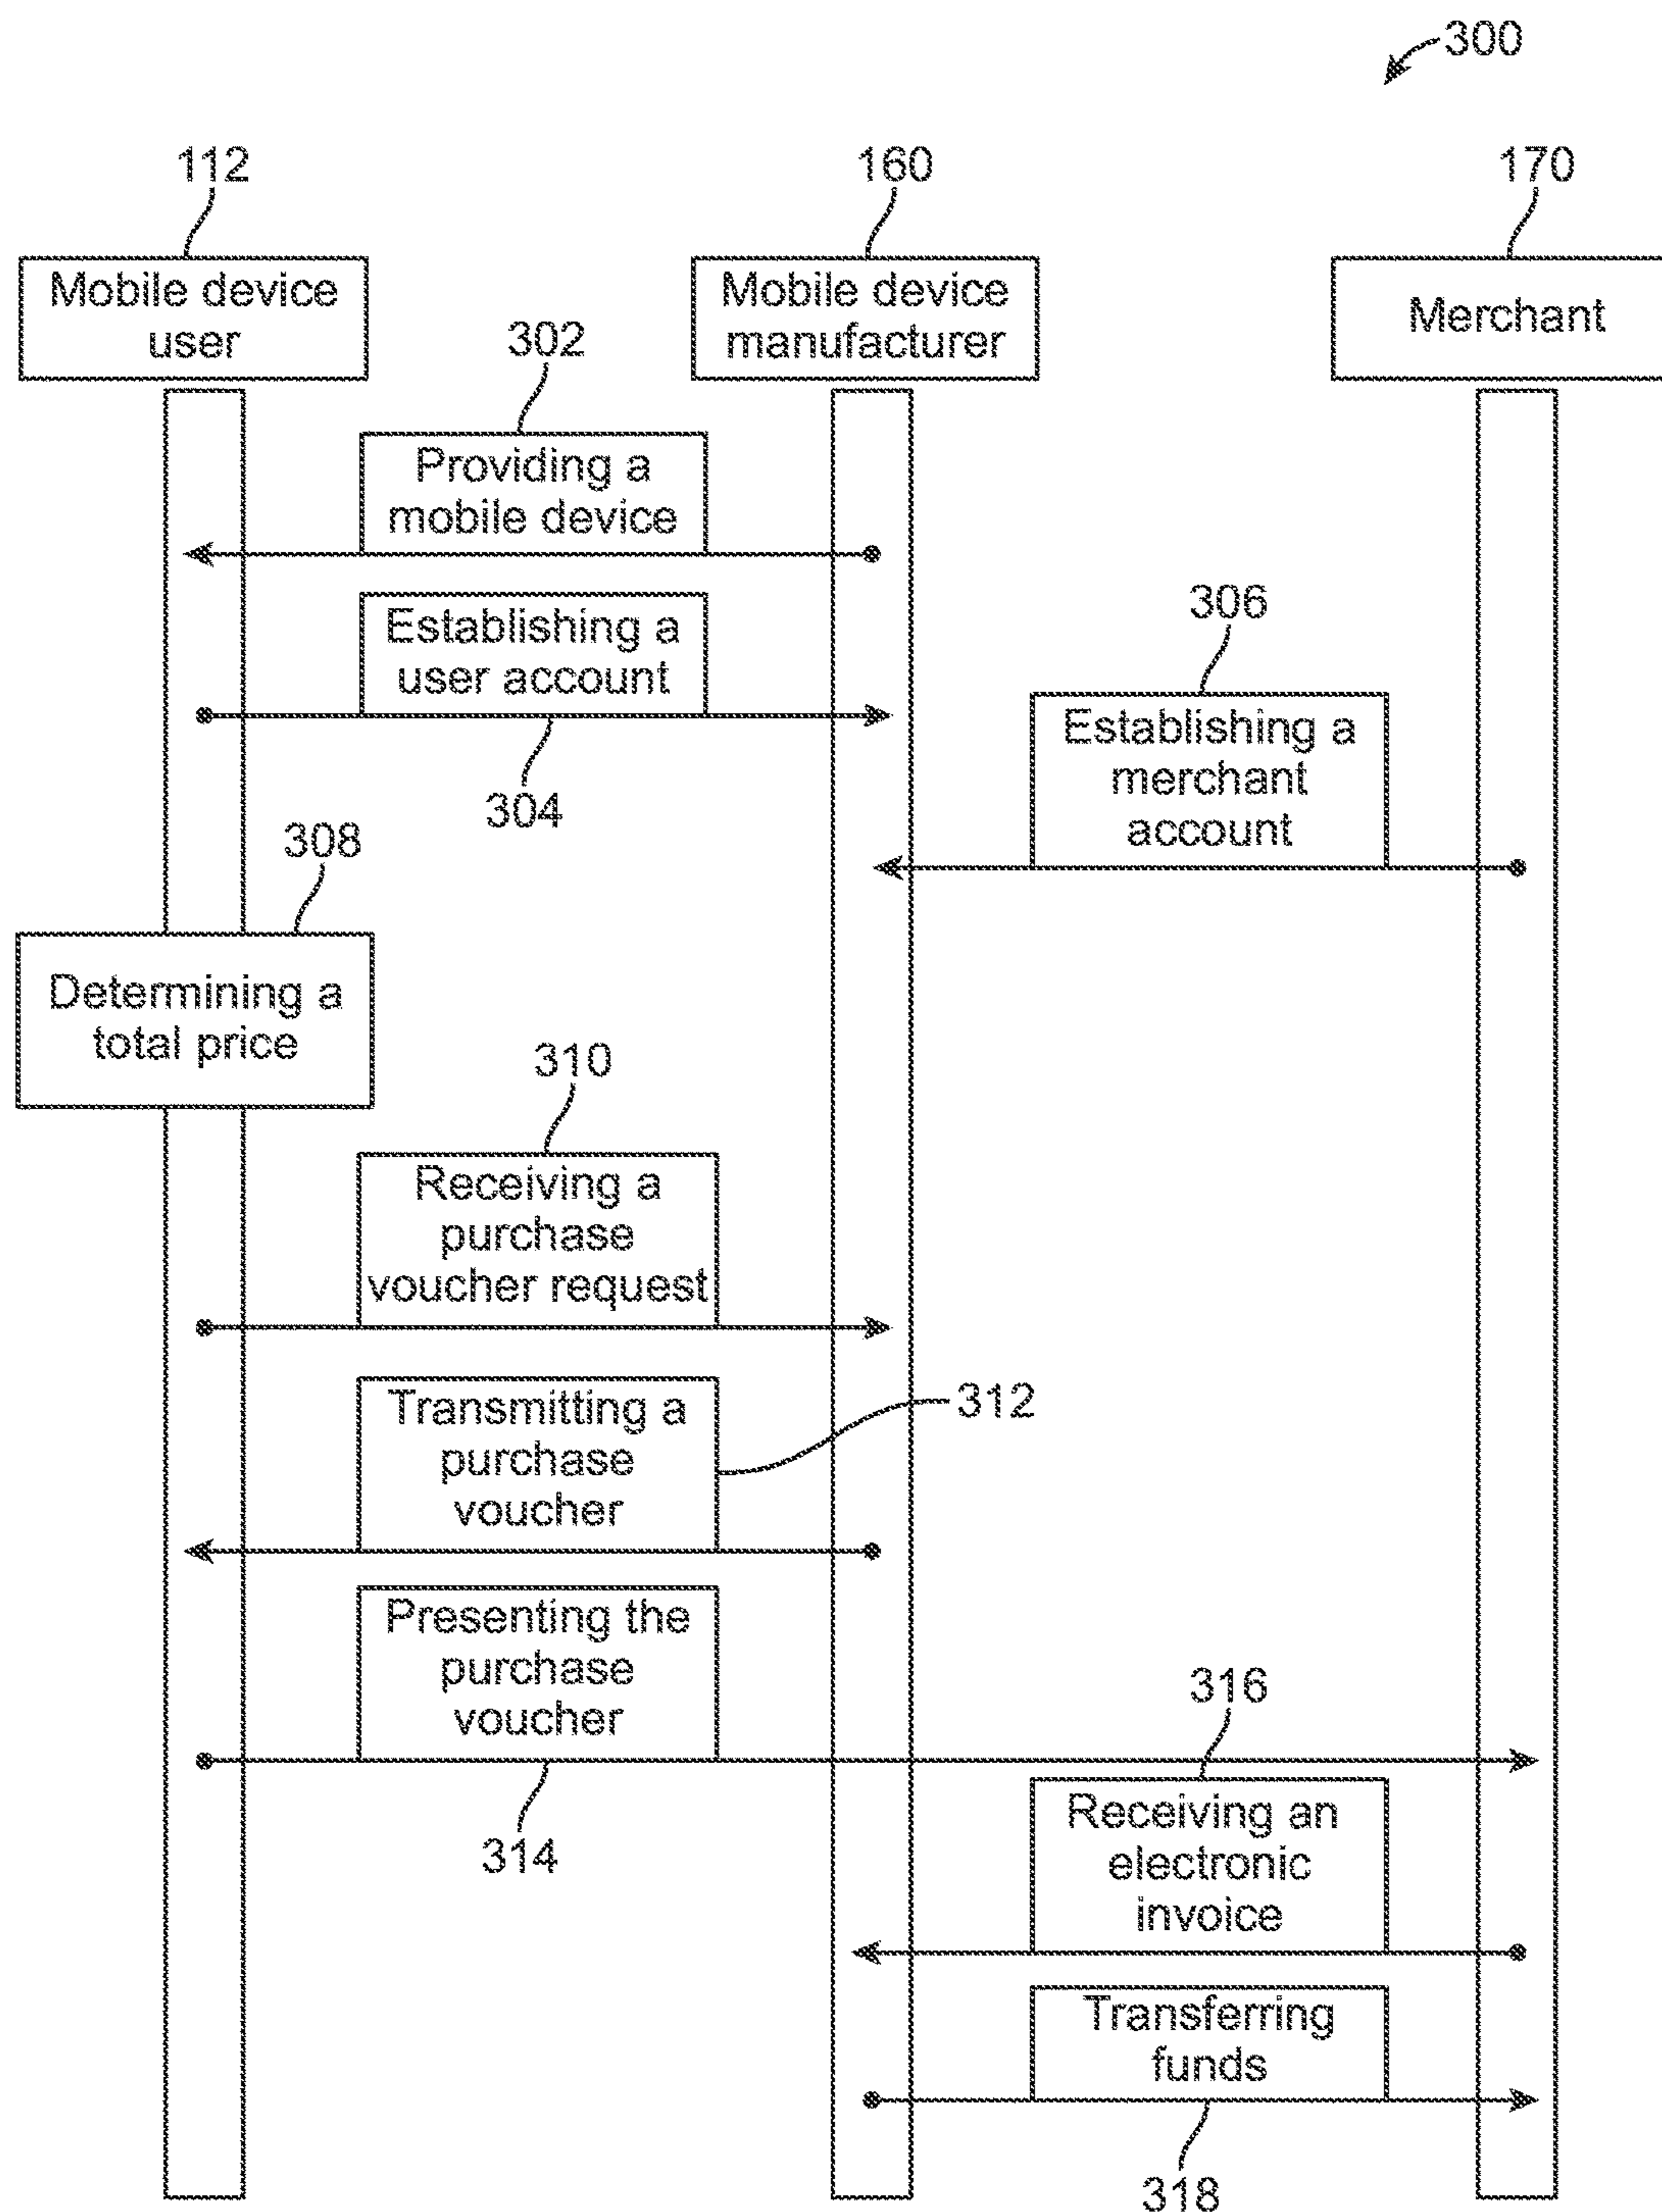 300
112
160
170
Mobile device
user
Mobile device
manufacturer
Merchant
302
Providing a
mobile device
Establishing a
user account
304
306
Establishing a
merchant
account
308
Determining a
total price
310
Receiving a
purchase
voucher request
Transmitting a
purchase
voucher
312
Presenting the
purchase
voucher
314
316
Receiving an
electronic
invoice
Transferring
funds
318